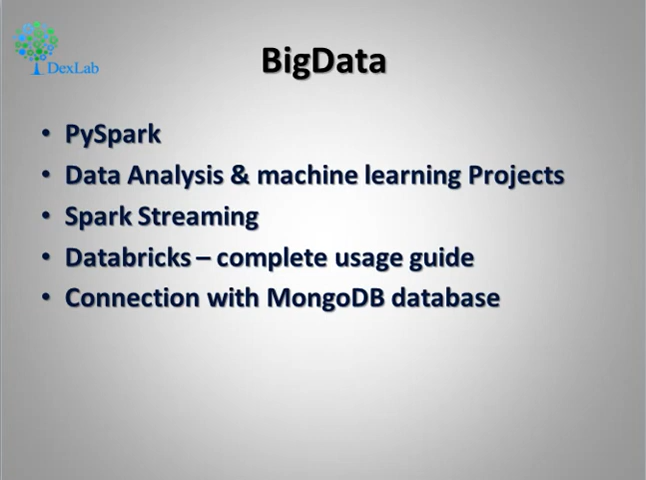 DexLab
BigData
• PySpark
• Data Analysis & machine learning Projects
• Spark Streaming
• Databricks – complete usage guide
• Connection with MongoDB database